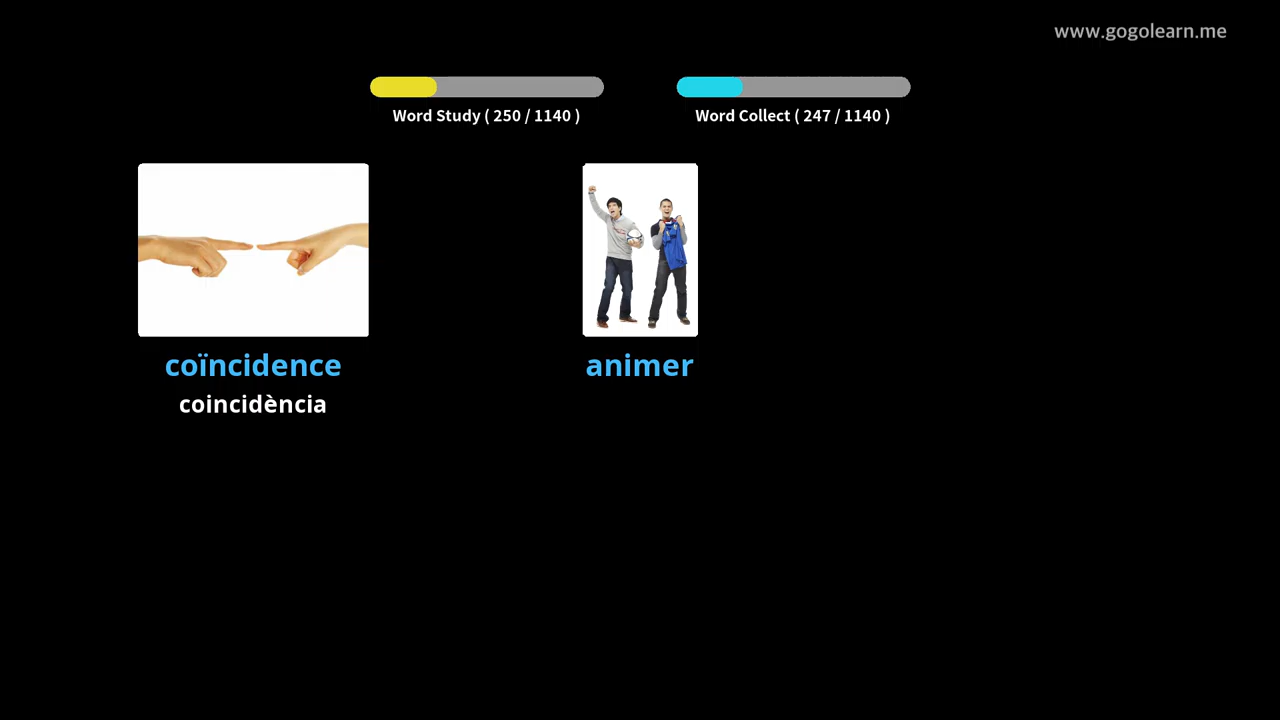 www.gogolearn.me
Word Study ( 250 / 1140 )
Word Collect ( 247 / 1140 )
coïncidence
coincidència
animer